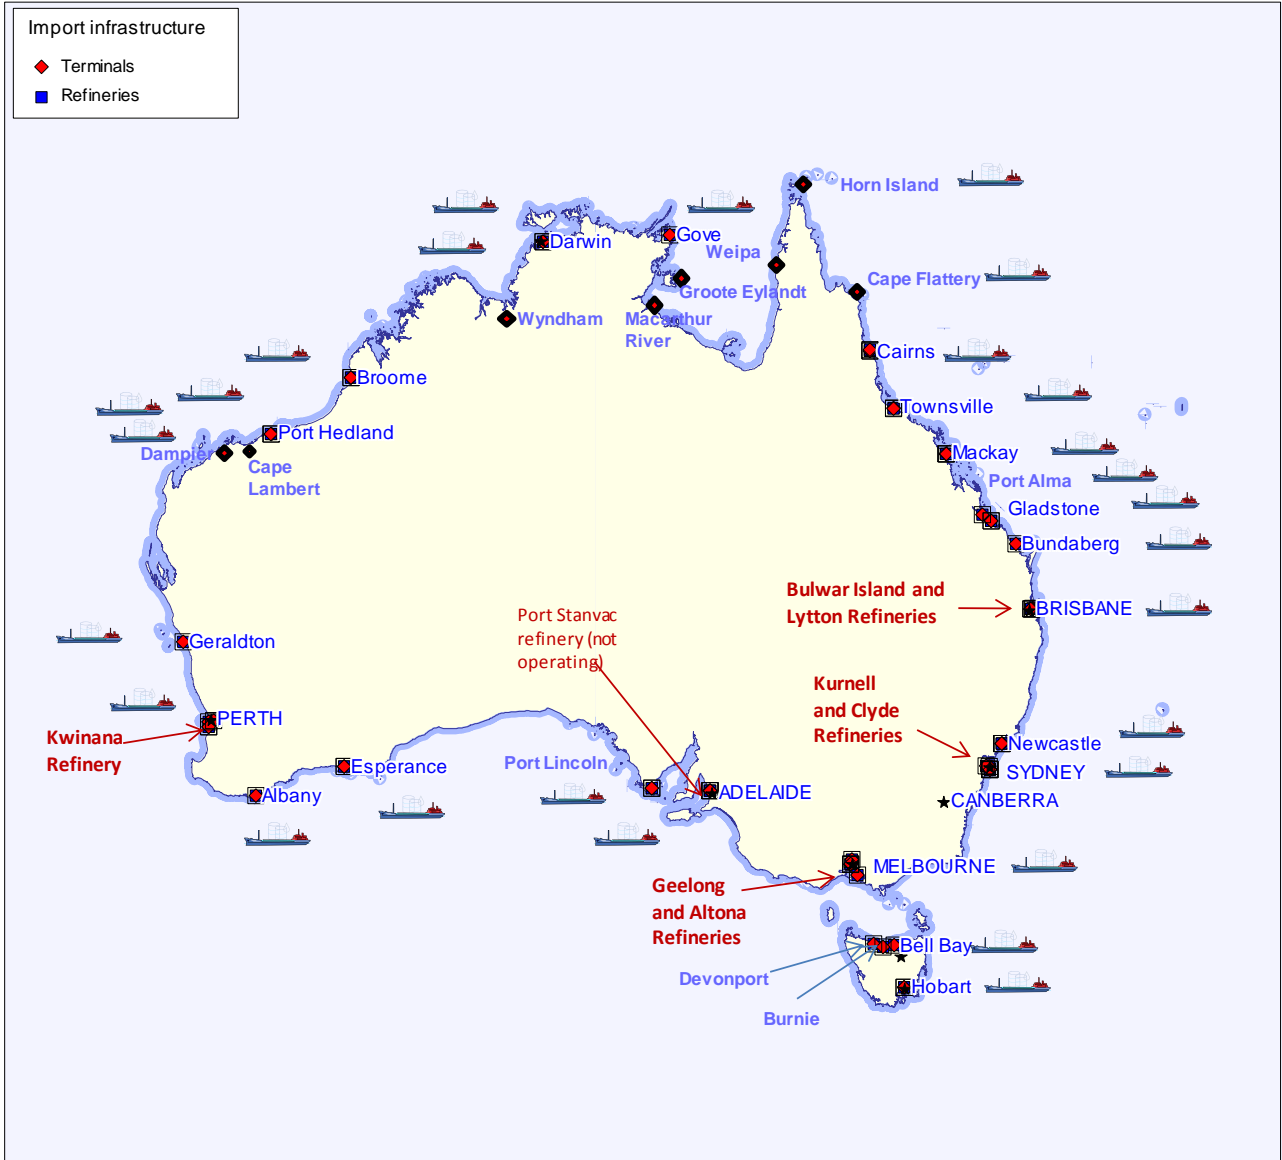 Import infrastructure
Terminals
Refineries
Horn Island
Darwin
Gove
Weipa
Groote Eylandt
Cape Flattery
Wyndham
Macarthur
River
Cairns
Broome
Townsville
Port Hedland
Dampier
Cape
Lambert
Mackay
Port Alma
Gladstone
Bundaberg
Bulwar Island and
Lytton Refineries
BRISBANE
Port Stanvac
refinery (not
operating)
Geraldton
Kurnell
and Clyde
Refineries
PERTH
Kwinana
Refinery
Newcastle
Esperance
Port Lincoln
SYDNEY
Albany
ADELAIDE
CANBERRA
MELBOURNE
Geelong
and Altona
Refineries
Bell Bay
Devonport
Hobart
Burnie